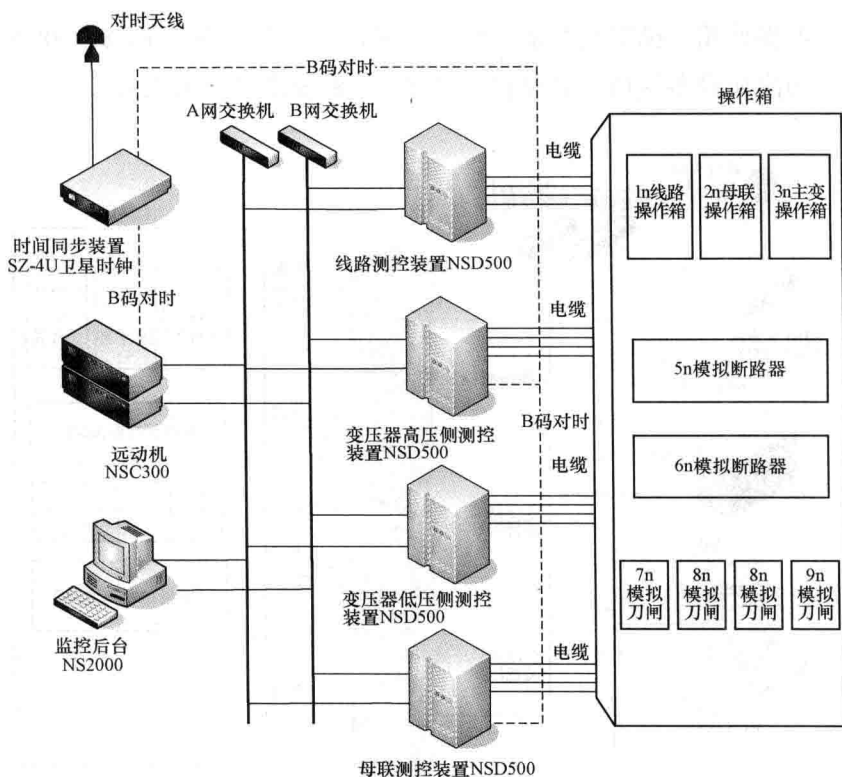 对时天线
B码对时
A网交换机
B网交换机
操作箱
电缆
1n线路
操作箱
2n母联
操作箱
3n主变
操作箱
时间同步装置
SZ-4U卫星时钟
线路测控装置NSD500
B码对时
电缆
5n模拟断路器
远动机
NSC300
变压器高压侧测控
装置NSD500
B码对时
电缆
6n模拟断路器
7n
模拟
刀闸
8n
模拟
刀闸
8n
模拟
刀闸
9n
模拟
刀闸
监控后台
NS2000
变压器低压侧测控
装置NSD500
电缆
母联测控装置NSD500